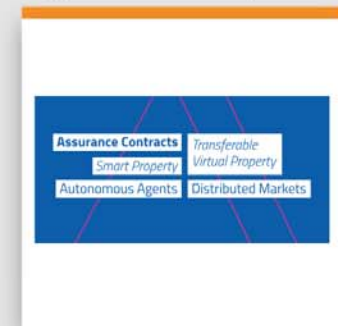 Assurance Contracts
Transferable
Virtual Property
Smart Property
Autonomous Agents
Distributed Markets